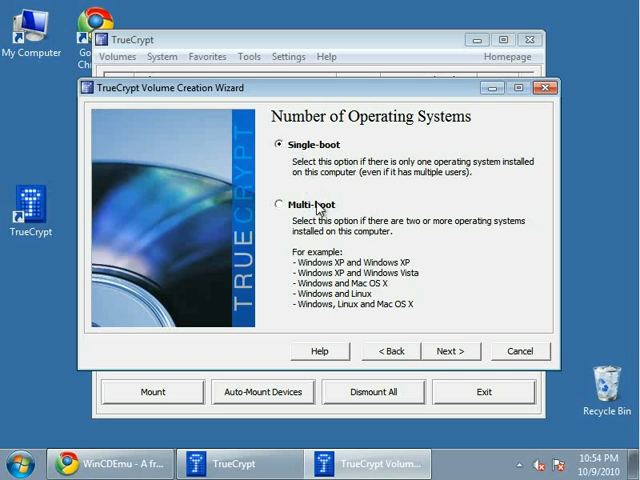 My Computer
Go
Chr
TrueCrypt
Volumes System Favorites Tools Settings Help Homepage
TrueCrypt Volume Creation Wizard
TRUECRYPT
Number of Operating Systems
Single-boot
Select this option if there is only one operating system installed
on this computer (even if it has multiple users).
Multi-boot
Select this option if there are two or more operating systems
installed on this computer.
For example:
- Windows XP and Windows XP
- Windows XP and Windows Vista
- Windows and Mac OS X
- Windows and Linux
- Windows, Linux and Mac OS X
Help < Back Next > Cancel
TrueCrypt
Mount Auto-Mount Devices Dismount All Exit
Recycle Bin
WinCDEmu - A fr... TrueCrypt TrueCrypt Volum...
10:54 PM
10/9/2010